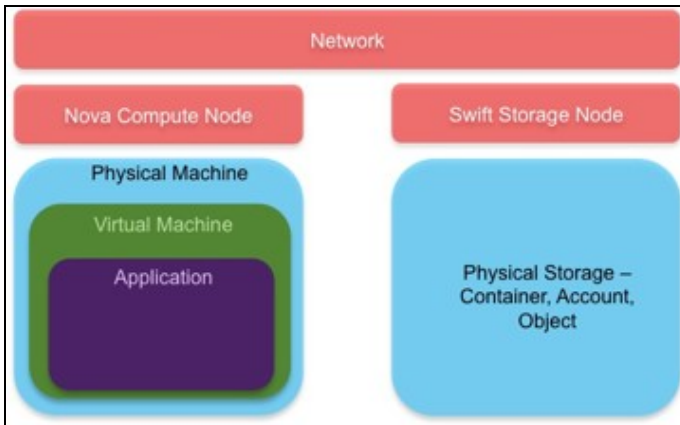 Network
Nova Compute Node
Swift Storage Node
Physical Machine
Virtual Machine
Application
Physical Storage –
Container, Account,
Object